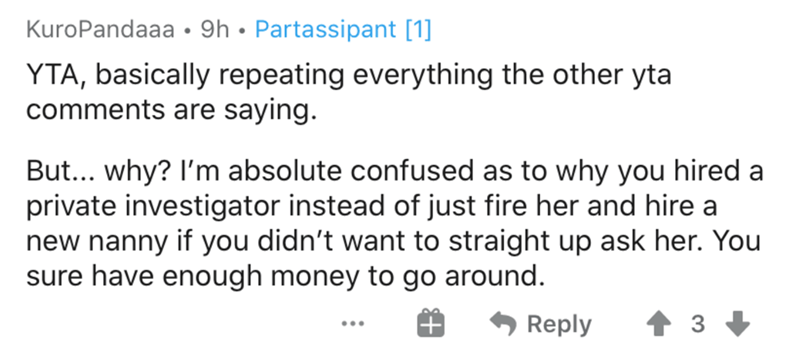 KuroPandaaa • 9h • Partassipant [1]
YTA, basically repeating everything the other yta
comments are saying.
But... why? I'm absolute confused as to why you hired a
private investigator instead of just fire her and hire a
new nanny if you didn't want to straight up ask her. You
sure have enough money to go around.
... Reply 3